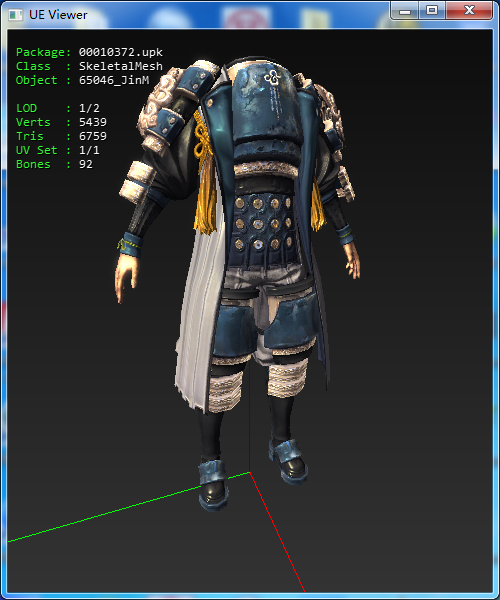 UE Viewer
Package: 00010372.upk
Class : SkeletalMesh
Object : 65046_JinM
LOD : 1/2
Verts : 5439
Tris : 6759
UV Set : 1/1
Bones : 92